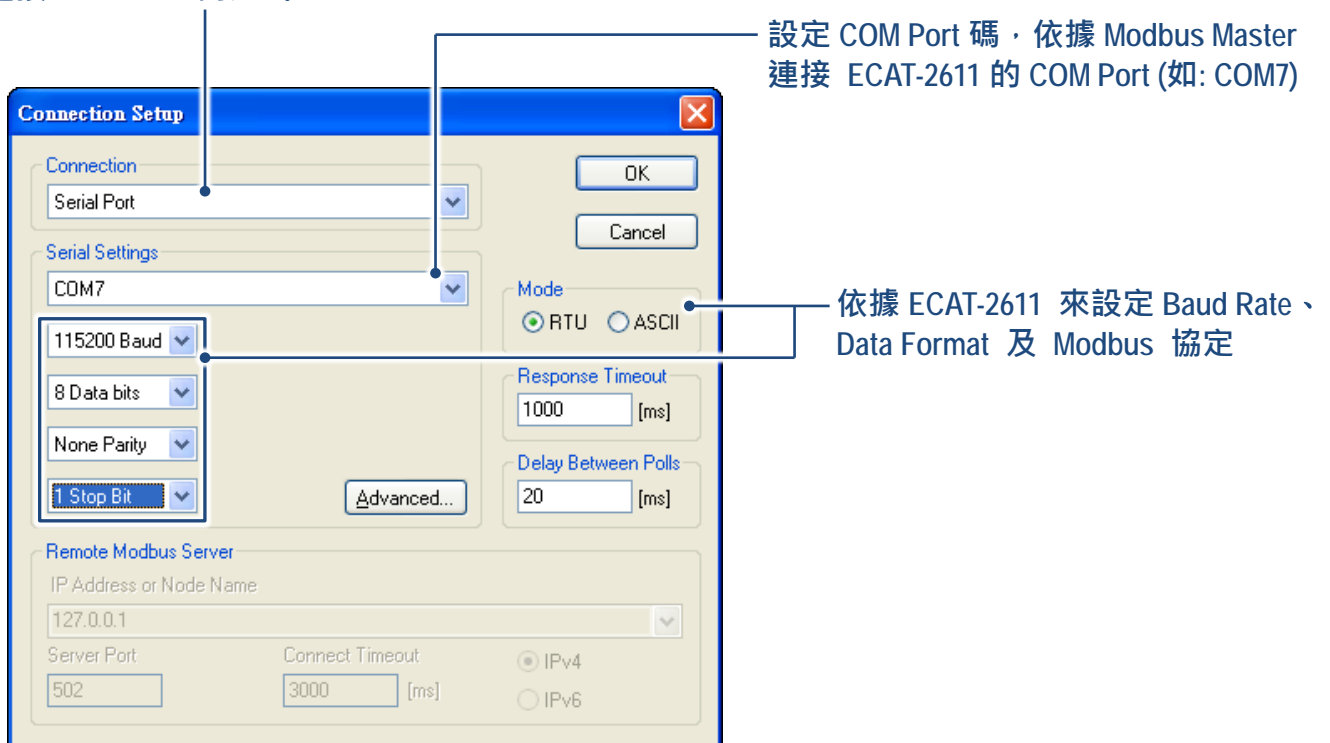 設定 COM Port 碼，依據 Modbus Master
連接 ECAT-2611 的 COM Port (如: COM7)
Connection Setup
Connection
Serial Port
OK
Cancel
Serial Settings
COM7
115200 Baud
8 Data bits
None Parity
1 Stop Bit
Advanced...
Mode
RTU ASCII
依據 ECAT-2611 來設定 Baud Rate、
Data Format 及 Modbus 協定
Response Timeout
1000 [ms]
Delay Between Polls
20 [ms]
Remote Modbus Server
IP Address or Node Name
127.0.0.1
Server Port Connect Timeout
502 3000 [ms]
IPv4
IPv6